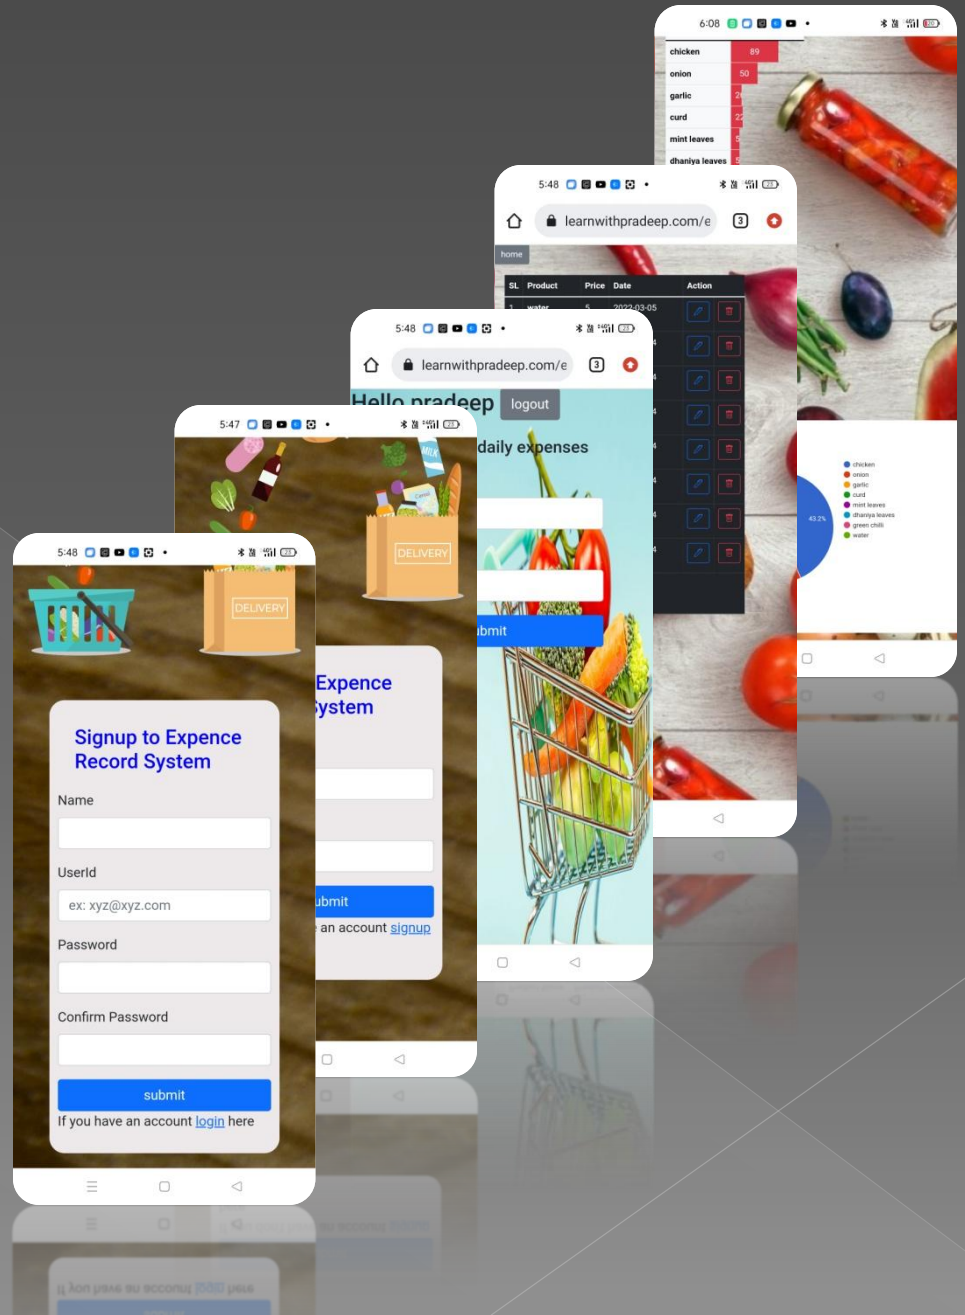 6:08
chicken 89
onion 50
garlic
curd
mint leaves
dhaniya leaves
chicken
onion
garlic
curd
mint leaves
dhaniya leaves
green chilli
water
43.2%
5:48
learnwithpradeep.com/e
3
home
SL Product Price Date Action
1 water 5 2022-03-05
5:48
learnwithpradeep.com/e
3
Hello pradeep logout
daily expenses
5:47
MILK
DELIVERY
Expence
System
an account signup
5:48
DELIVERY
Signup to Expence
Record System
Name
UserId
ex: xyz@xyz.com
Password
Confirm Password
submit
If you have an account login here